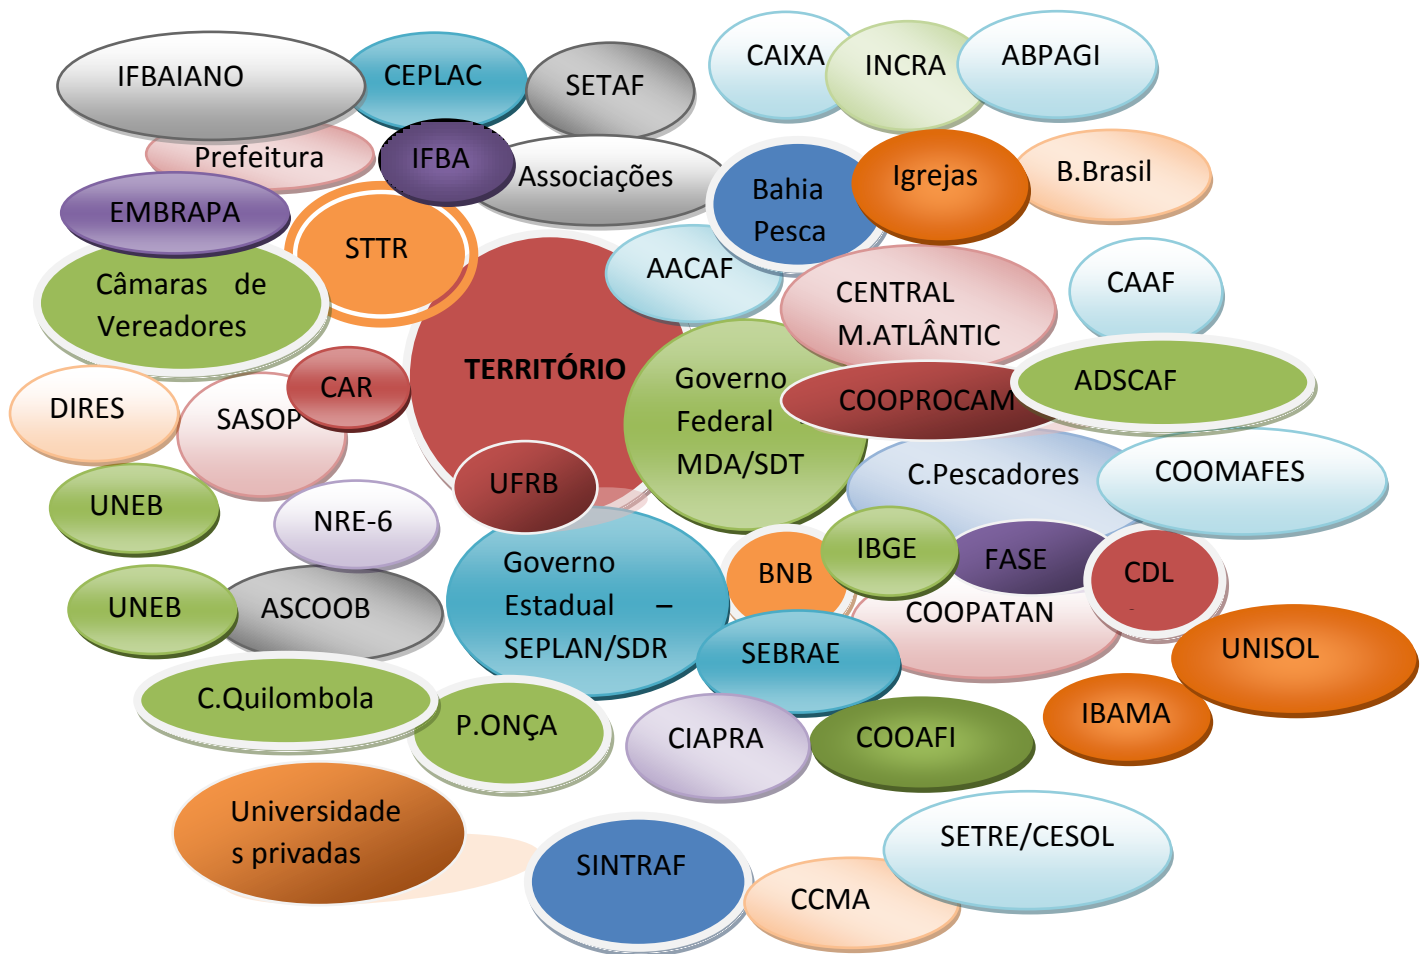 IFBAIANO
CEPLAC
SETAF
CAIXA
INCRA
ABPAGI
Prefeitura
IFBA
Associações
Bahia
Pesca
Igrejas
B.Brasil
EMBRAPA
STTR
AACAF
CENTRAL
M.ATLÂNTIC
CAAF
Câmaras de
Vereadores
TERRITÓRIO
Governo
Federal -
MDA/SDT
COOPROCAM
ADSCAF
DIRES
SASOP
CAR
UFRB
C.Pescadores
COOMAFES
UNEB
NRE-6
Governo
Estadual –
SEPLAN/SDR
BNB
IBGE
FASE
CDL
UNEB
ASCOOB
SEBRAE
COOPATAN
UNISOL
C.Quilombola
P.ONÇA
CIAPRA
COOAFI
IBAMA
Universidade
s privadas
SINTRAF
CCMA
SETRE/CESOL